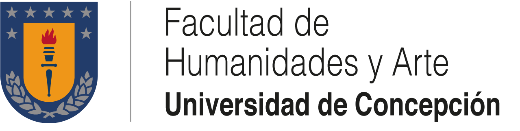 Facultad de
Humanidades y Arte
Universidad de Concepción